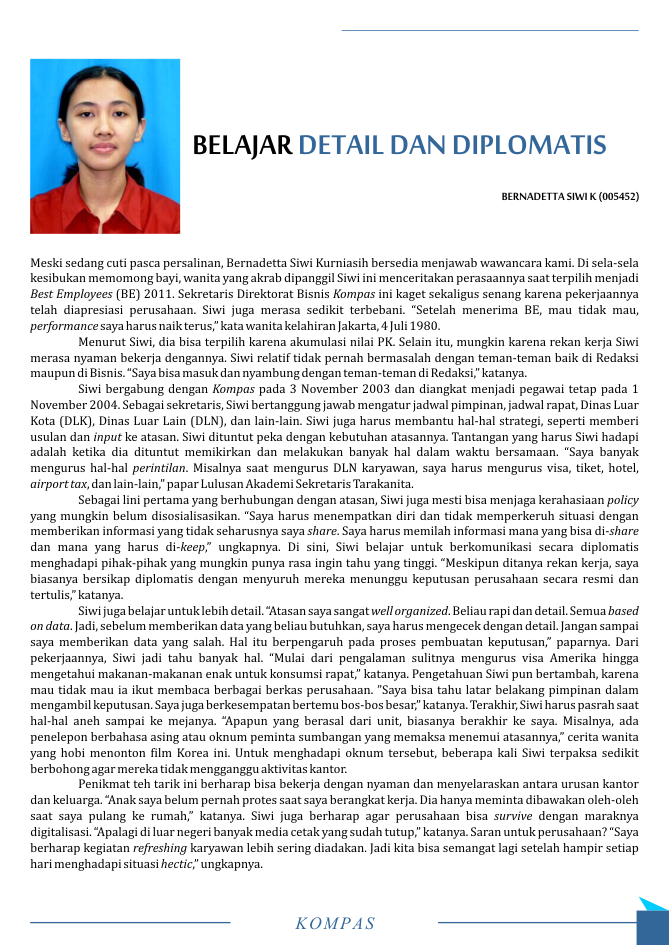 BELAJAR DETAIL DAN DIPLOMATIS
BERNADETTA SIWI K (005452)
Meski sedang cuti pasca persalinan, Bernadetta Siwi Kurniasih bersedia menjawab wawancara kami. Di sela-sela
kesibukan memomong bayi, wanita yang akrab dipanggil Siwi ini menceritakan perasaannya saat terpilih menjadi
Best Employees (BE) 2011. Sekretaris Direktorat Bisnis Kompas ini kaget sekaligus senang karena pekerjaannya
telah diapresiasi perusahaan. Siwi juga merasa sedikit terbebani. “Setelah menerima BE, mau tidak mau,
performance saya harus naik terus,” kata wanita kelahiran Jakarta, 4 Juli 1980.
Menurut Siwi, dia bisa terpilih karena akumulasi nilai PK. Selain itu, mungkin karena rekan kerja Siwi
merasa nyaman bekerja dengannya. Siwi relatif tidak pernah bermasalah dengan teman-teman baik di Redaksi
maupun di Bisnis. “Saya bisa masuk dan nyambung dengan teman-teman di Redaksi,” katanya.
Siwi bergabung dengan Kompas pada 3 November 2003 dan diangkat menjadi pegawai tetap pada 1
November 2004. Sebagai sekretaris, Siwi bertanggung jawab mengatur jadwal pimpinan, jadwal rapat, Dinas Luar
Kota (DLK), Dinas Luar Lain (DLN), dan lain-lain. Siwi juga harus membantu hal-hal strategi, seperti memberi
usulan dan input ke atasan. Siwi dituntut peka dengan kebutuhan atasannya. Tantangan yang harus Siwi hadapi
adalah ketika dia dituntut memikirkan dan melakukan banyak hal dalam waktu bersamaan. “Saya banyak
mengurus hal-hal perintilan. Misalnya saat mengurus DLN karyawan, saya harus mengurus visa, tiket, hotel,
airport tax, dan lain-lain,” papar Lulusan Akademi Sekretaris Tarakanita.
Sebagai lini pertama yang berhubungan dengan atasan, Siwi juga mesti bisa menjaga kerahasiaan policy
yang mungkin belum disosialisasikan. “Saya harus menempatkan diri dan tidak memperkeruh situasi dengan
memberikan informasi yang tidak seharusnya saya share. Saya harus memilah informasi mana yang bisa di-share
dan mana yang harus di-keep,” ungkapnya. Di sini, Siwi belajar untuk berkomunikasi secara diplomatis
menghadapi pihak-pihak yang mungkin punya rasa ingin tahu yang tinggi. “Meskipun ditanya rekan kerja, saya
biasanya bersikap diplomatis dengan menyuruh mereka menunggu keputusan perusahaan secara resmi dan
tertulis,” katanya.
Siwi juga belajar untuk lebih detail. “Atasan saya sangat well organized. Beliau rapi dan detail. Semua based
on data. Jadi, sebelum memberikan data yang beliau butuhkan, saya harus mengecek dengan detail. Jangan sampai
saya memberikan data yang salah. Hal itu berpengaruh pada proses pembuatan keputusan,” paparnya. Dari
pekerjaannya, Siwi jadi tahu banyak hal. “Mulai dari pengalaman sulitnya mengurus visa Amerika hingga
mengetahui makanan-makanan enak untuk konsumsi rapat,” katanya. Pengetahuan Siwi pun bertambah, karena
mau tidak mau ia ikut membaca berbagai berkas perusahaan. ”Saya bisa tahu latar belakang pimpinan dalam
mengambil keputusan. Saya juga berkesempatan bertemu bos-bos besar,” katanya. Terakhir, Siwi harus pasrah saat
hal-hal aneh sampai ke mejanya. “Apapun yang berasal dari unit, biasanya berakhir ke saya. Misalnya, ada
penelepon berbahasa asing atau oknum peminta sumbangan yang memaksa menemui atasannya,” cerita wanita
yang hobi menonton film Korea ini. Untuk menghadapi oknum tersebut, beberapa kali Siwi terpaksa sedikit
berbohong agar mereka tidak mengganggu aktivitas kantor.
Penikmat teh tarik ini berharap bisa bekerja dengan nyaman dan menyelaraskan antara urusan kantor
dan keluarga. “Anak saya belum pernah protes saat saya berangkat kerja. Dia hanya meminta dibawakan oleh-oleh
saat saya pulang ke rumah,” katanya. Siwi juga berharap agar perusahaan bisa survive dengan maraknya
digitalisasi. “Apalagi di luar negeri banyak media cetak yang sudah tutup,” katanya. Saran untuk perusahaan? “Saya
berharap kegiatan refreshing karyawan lebih sering diadakan. Jadi kita bisa semangat lagi setelah hampir setiap
hari menghadapi situasi hectic,” ungkapnya.
KOMPAS